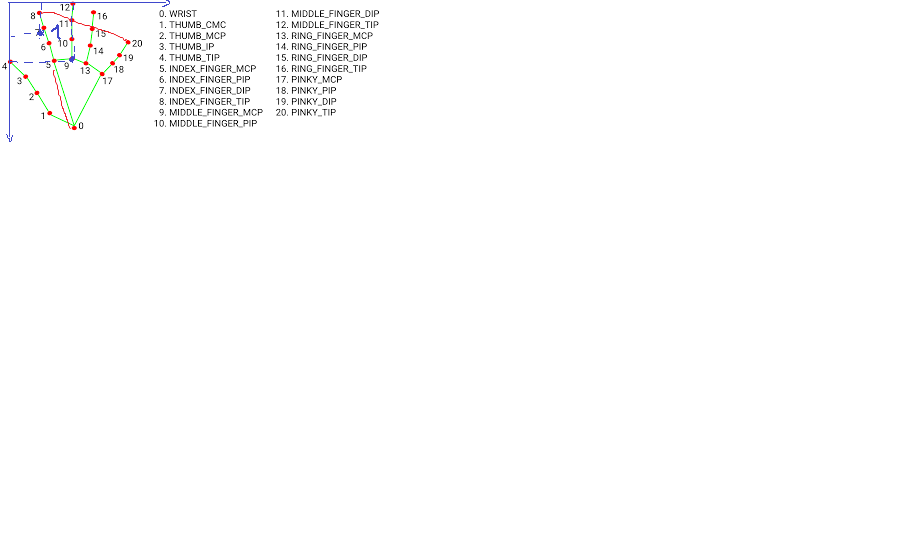 0. WRIST
1. THUMB_CMC
2. THUMB_MCP
3. THUMB_IP
4. THUMB_TIP
5. INDEX_FINGER_MCP
6. INDEX_FINGER_PIP
7. INDEX_FINGER_DIP
8. INDEX_FINGER_TIP
9. MIDDLE_FINGER_MCP
10. MIDDLE_FINGER_PIP
11. MIDDLE_FINGER_DIP
12. MIDDLE_FINGER_TIP
13. RING_FINGER_MCP
14. RING_FINGER_PIP
15. RING_FINGER_DIP
16. RING_FINGER_TIP
17. PINKY_MCP
18. PINKY_PIP
19. PINKY_DIP
20. PINKY_TIP
12
8
16
11
15
6
10
20
14
19
4
5
9
13
18
3
17
2
1
0